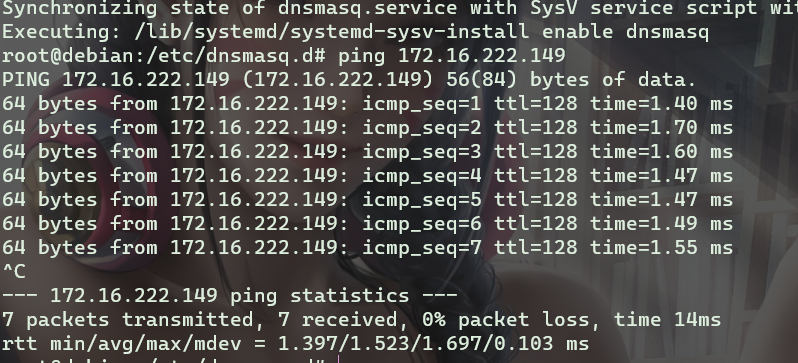 Synchronizing state of dnsmasq.service with SysV service script
Executing: /lib/systemd/systemd-sysv-install enable dnsmasq
root@debian:/etc/dnsmasq.d# ping 172.16.222.149
PING 172.16.222.149 (172.16.222.149) 56(84) bytes of data.
64 bytes from 172.16.222.149: icmp_seq=1 ttl=128 time=1.40 ms
64 bytes from 172.16.222.149: icmp_seq=2 ttl=128 time=1.70 ms
64 bytes from 172.16.222.149: icmp_seq=3 ttl=128 time=1.60 ms
64 bytes from 172.16.222.149: icmp_seq=4 ttl=128 time=1.47 ms
64 bytes from 172.16.222.149: icmp_seq=5 ttl=128 time=1.47 ms
64 bytes from 172.16.222.149: icmp_seq=6 ttl=128 time=1.49 ms
64 bytes from 172.16.222.149: icmp_seq=7 ttl=128 time=1.55 ms
^C
--- 172.16.222.149 ping statistics ---
7 packets transmitted, 7 received, 0% packet loss, time 14ms
rtt min/avg/max/mdev = 1.397/1.523/1.697/0.103 ms